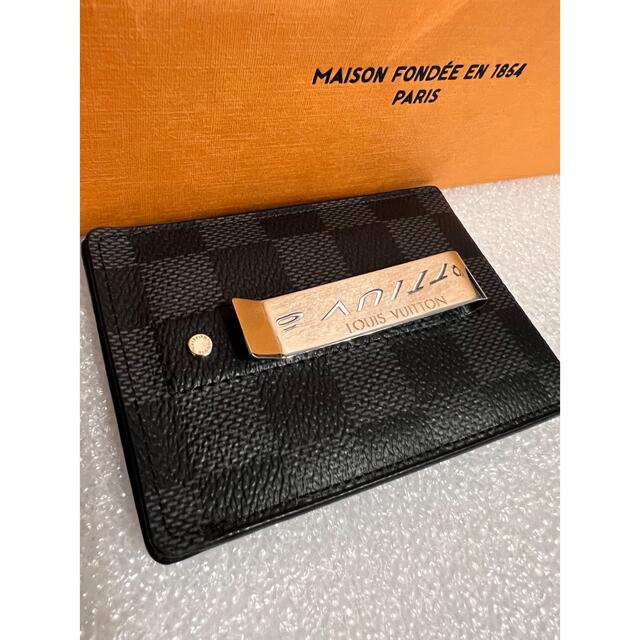 MAISON FONDÉE EN 1854
PARIS
LOUIS VUITTON